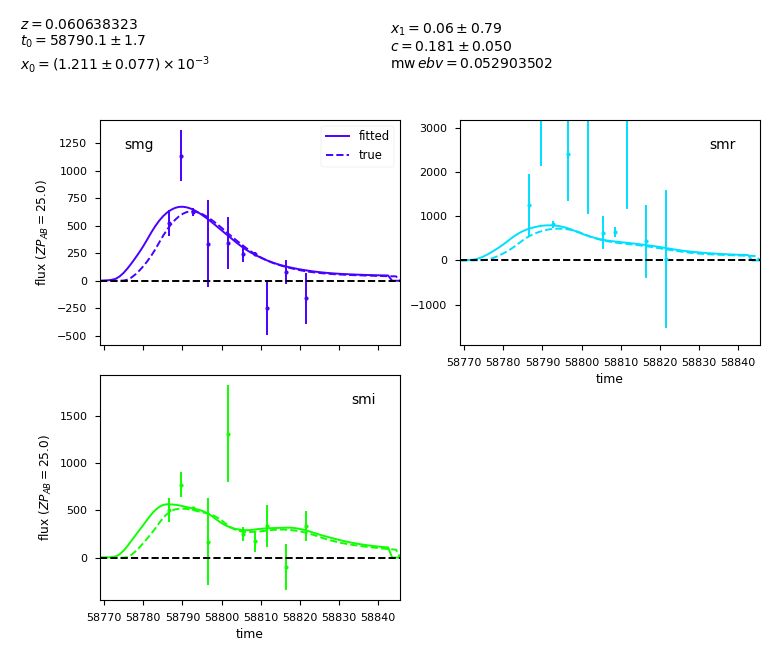 z = 0.060638323
t₀ = 58790.1 ± 1.7
x₀ = (1.211 ± 0.077) × 10⁻³
x₁ = 0.06 ± 0.79
c = 0.181 ± 0.050
mw ebv = 0.052903502
smg
fitted
true
flux (ZP_AB = 25.0)
1250
1000
750
500
250
0
−250
−500
smr
3000
2000
1000
0
−1000
58770 58780 58790 58800 58810 58820 58830 58840
time
smi
flux (ZP_AB = 25.0)
1500
1000
500
0
58770 58780 58790 58800 58810 58820 58830 58840
time